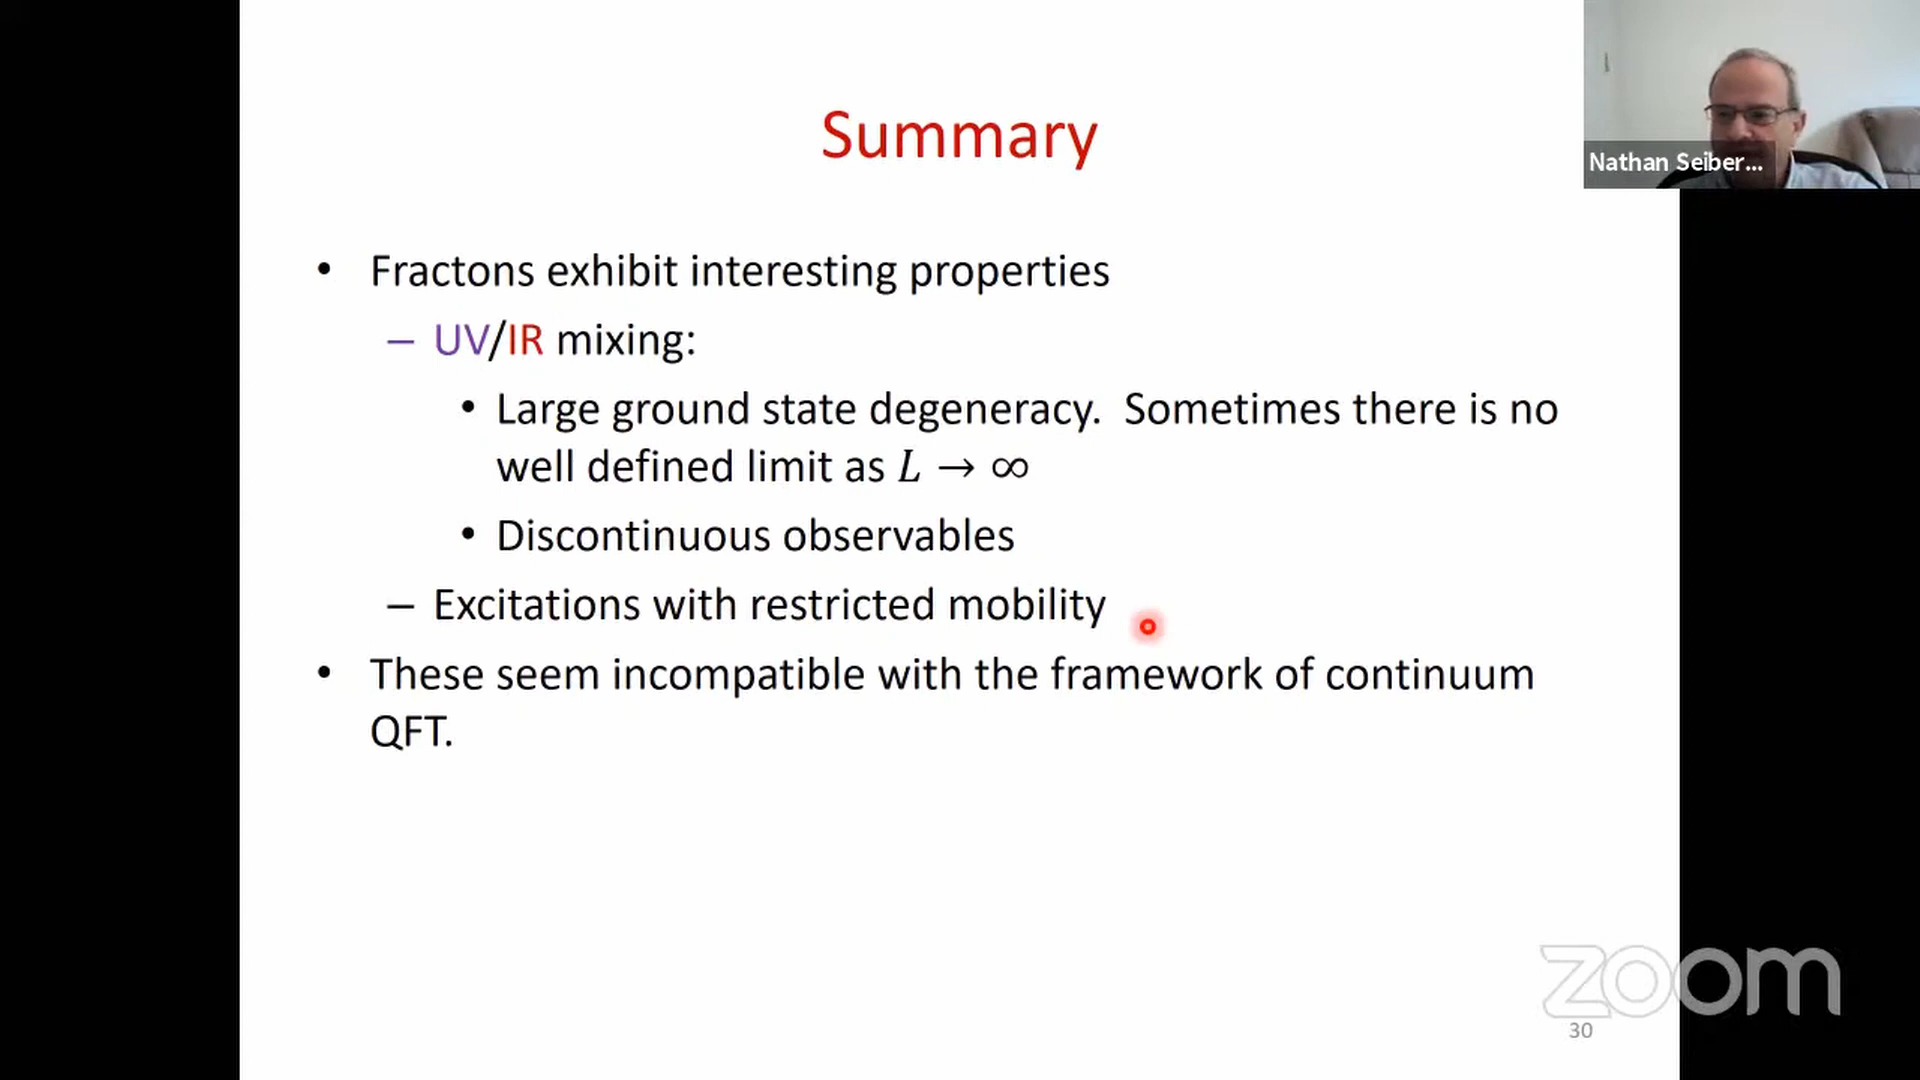 Summary
Nathan Seiber...
• Fractons exhibit interesting properties
– UV/IR mixing:
• Large ground state degeneracy. Sometimes there is no
well defined limit as L → ∞
• Discontinuous observables
– Excitations with restricted mobility
• These seem incompatible with the framework of continuum
QFT.
zoom
30